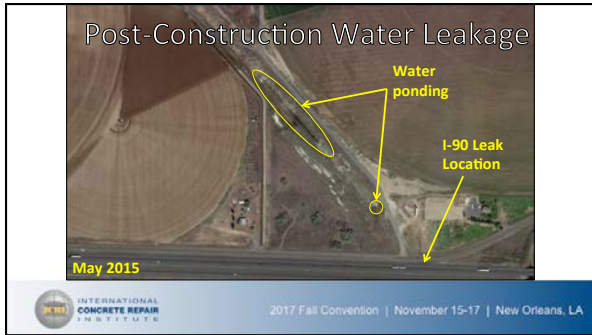 Post-Construction Water Leakage
Water
ponding
I-90 Leak
Location
May 2015
ICRI
INTERNATIONAL
CONCRETE REPAIR
INSTITUTE
2017 Fall Convention | November 15-17 | New Orleans, LA